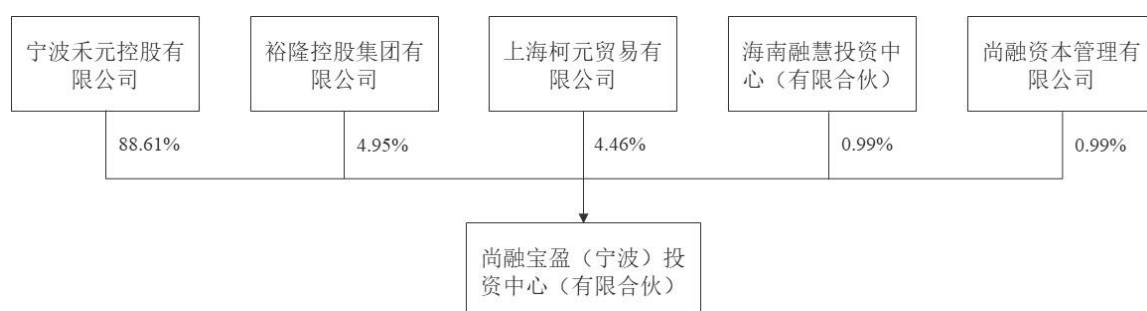 宁波禾元控股有
限公司
裕隆控股集团有
限公司
上海柯元贸易有
限公司
海南融慧投资中
心（有限合伙）
尚融资本管理有
限公司
88.61%
4.95%
4.46%
0.99%
0.99%
尚融宝盈（宁波）投
资中心（有限合伙）